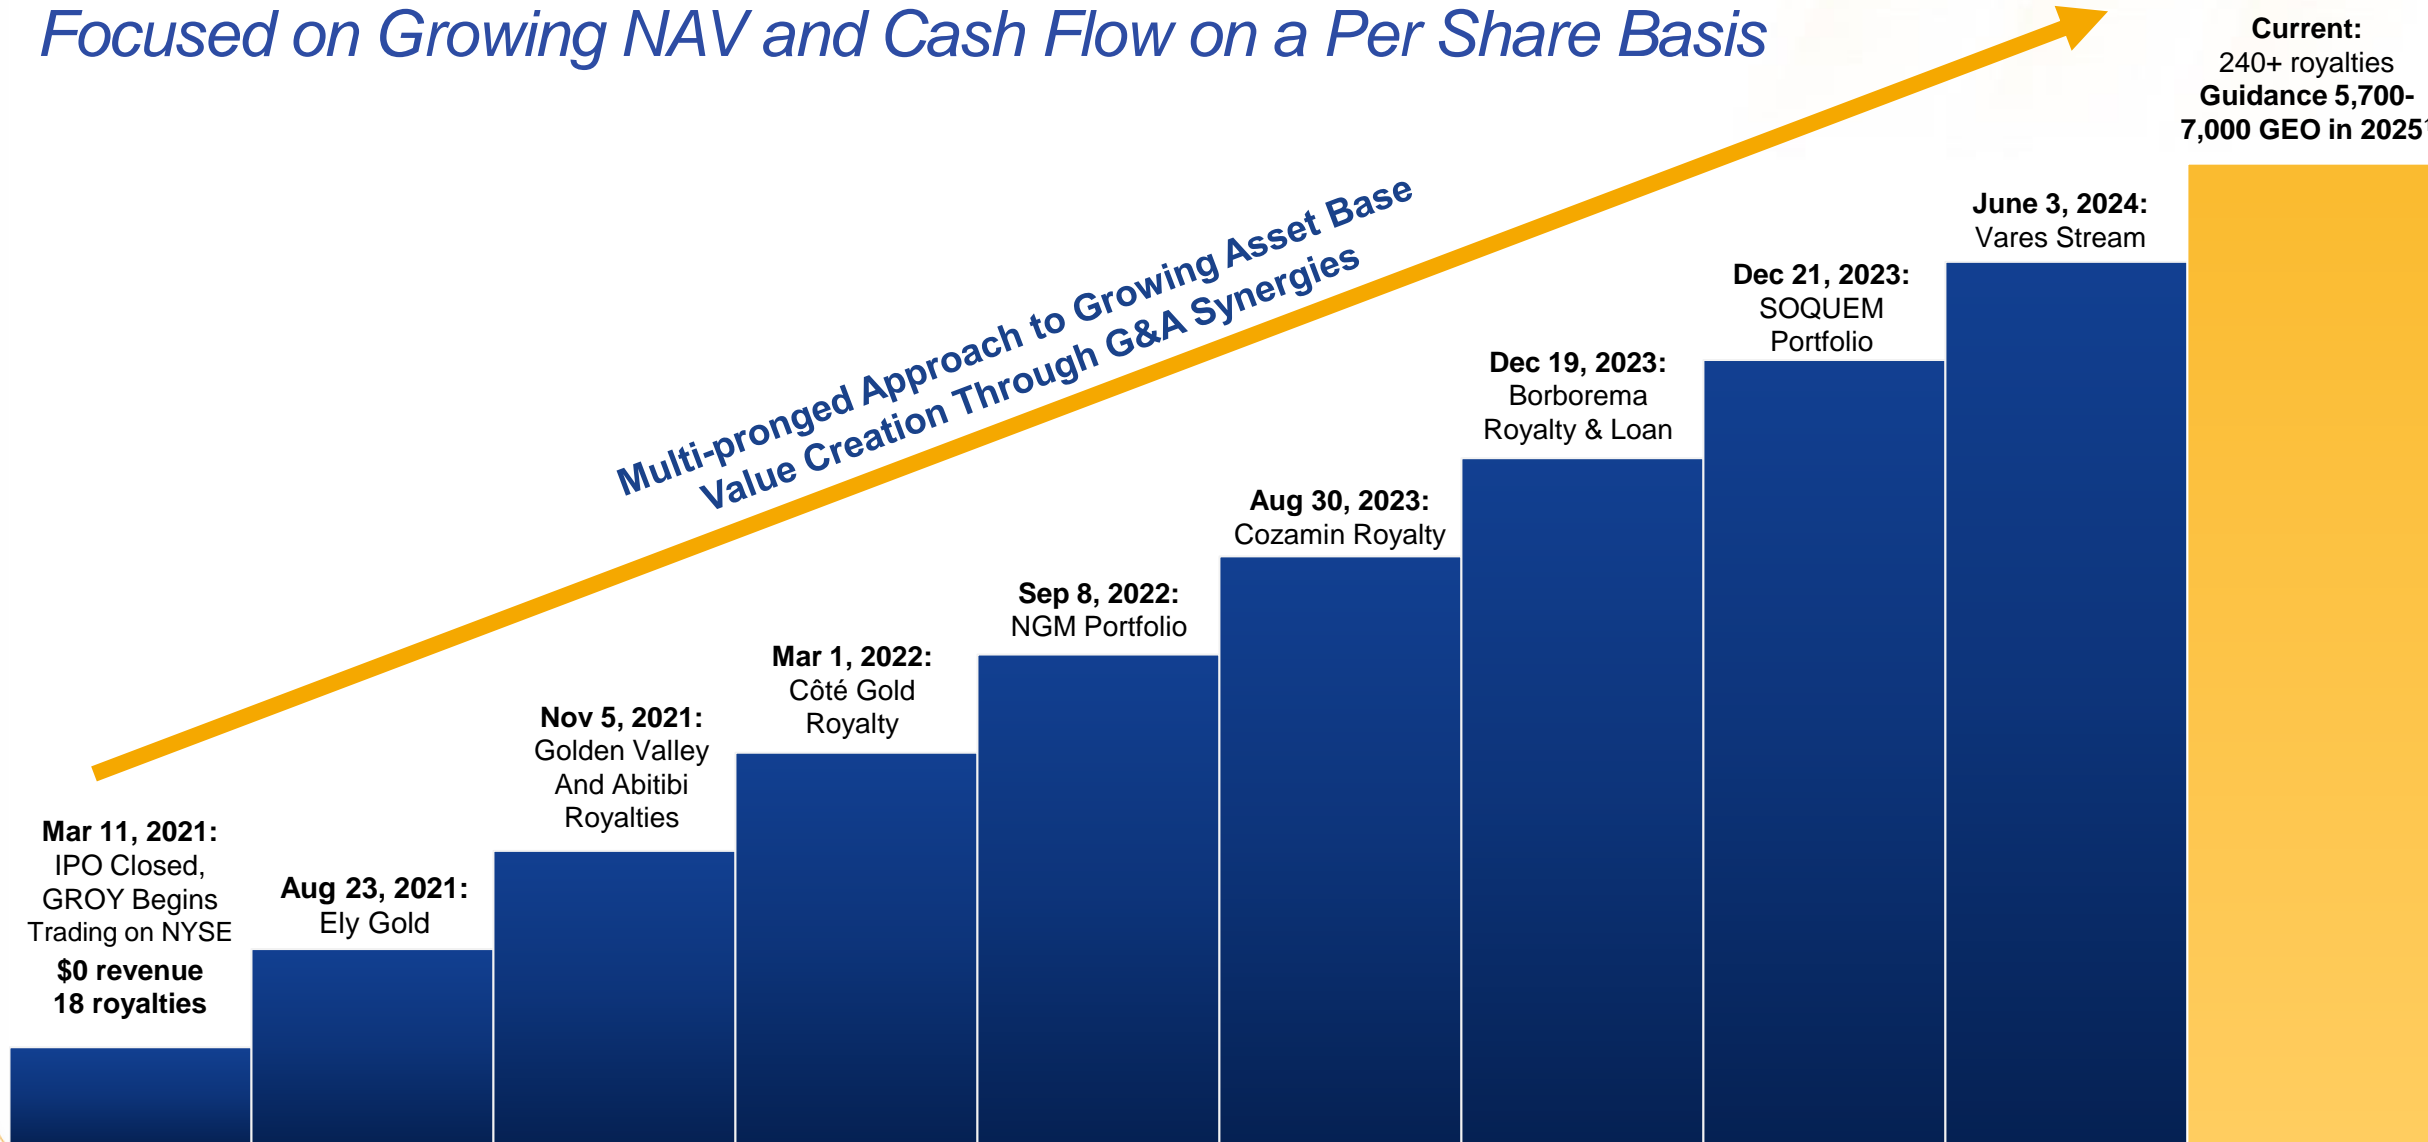 Focused on Growing NAV and Cash Flow on a Per Share Basis
Multi-pronged Approach to Growing Asset Base
Value Creation Through G&A Synergies
Mar 11, 2021:
IPO Closed,
GROY Begins
Trading on NYSE
$0 revenue
18 royalties
Aug 23, 2021:
Ely Gold
Nov 5, 2021:
Golden Valley
And Abitibi
Royalties
Mar 1, 2022:
Côté Gold
Royalty
Sep 8, 2022:
NGM Portfolio
Aug 30, 2023:
Cozamin Royalty
Dec 19, 2023:
Borborema
Royalty & Loan
Dec 21, 2023:
SOQUEM
Portfolio
June 3, 2024:
Vares Stream
Current:
240+ royalties
Guidance 5,700-
7,000 GEO in 2025